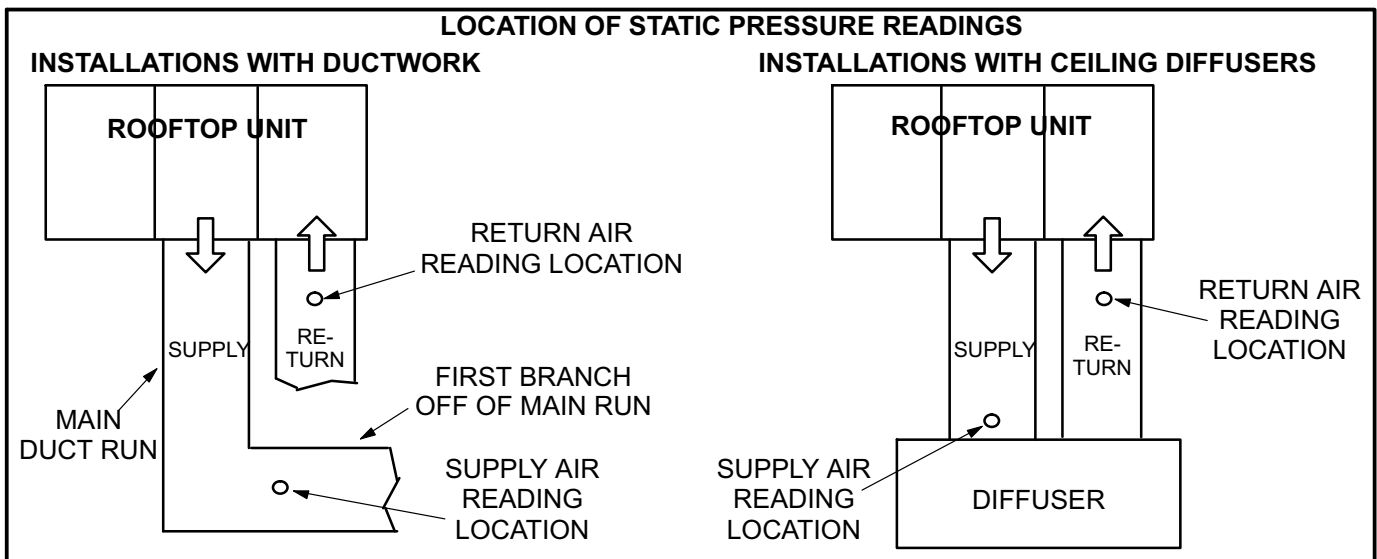 LOCATION OF STATIC PRESSURE READINGS
INSTALLATIONS WITH DUCTWORK
ROOFTOP UNIT
RETURN AIR
READING LOCATION
SUPPLY
RE-
TURN
FIRST BRANCH
OFF OF MAIN RUN
MAIN
DUCT RUN
SUPPLY AIR
READING
LOCATION
INSTALLATIONS WITH CEILING DIFFUSERS
ROOFTOP UNIT
RETURN AIR
READING
LOCATION
SUPPLY
RE-
TURN
SUPPLY AIR
READING
LOCATION
DIFFUSER